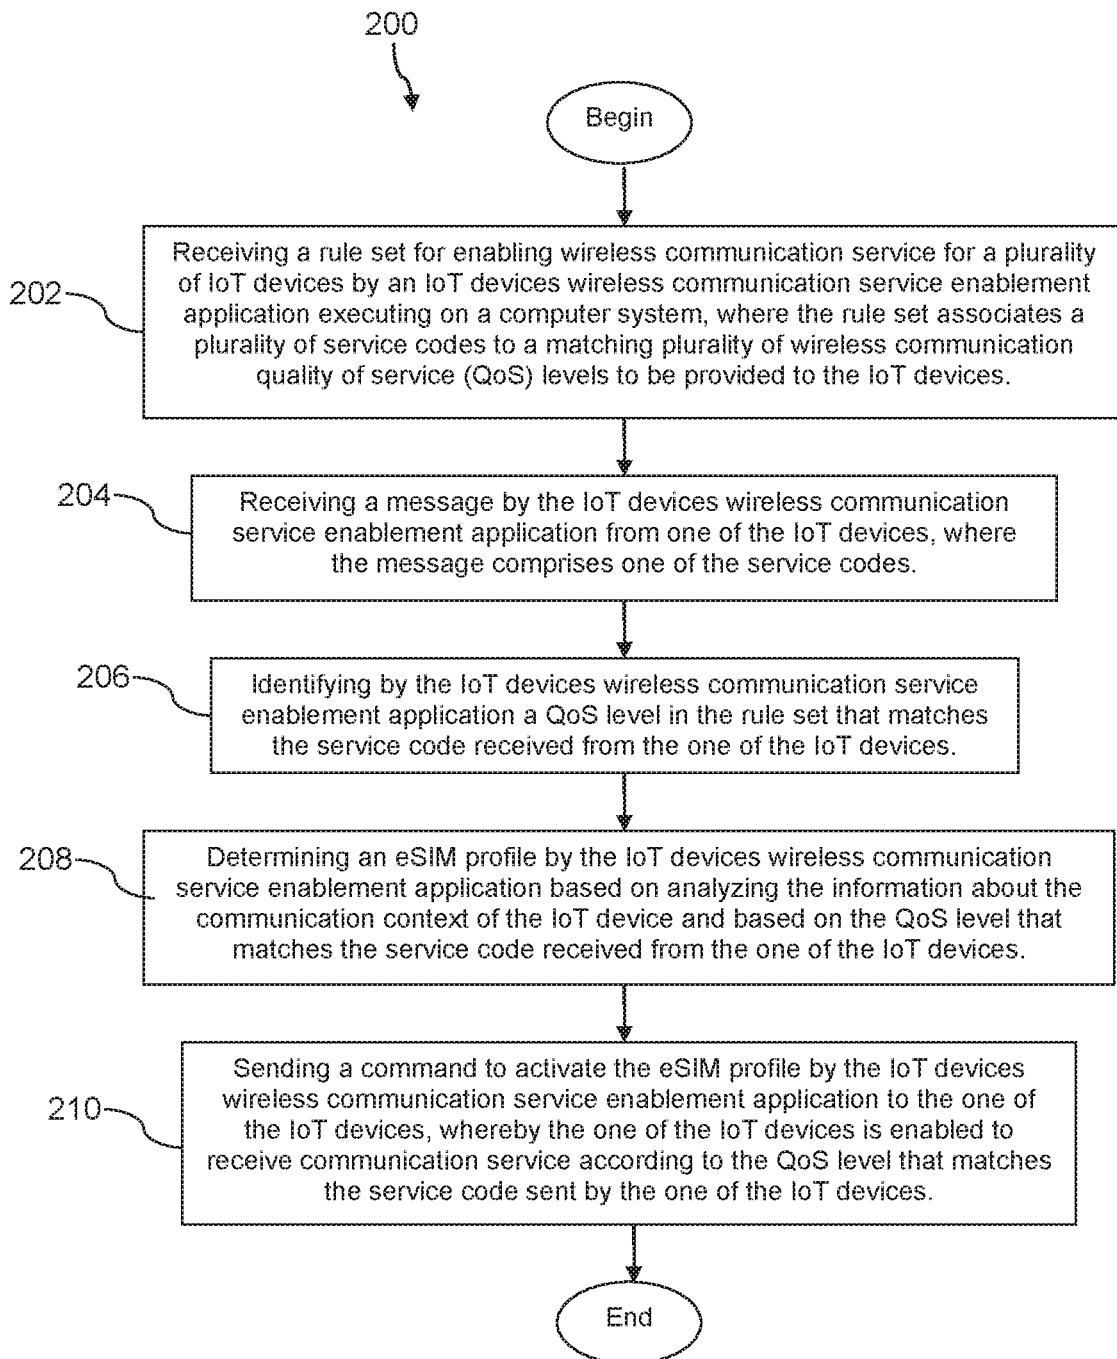 200
Begin
202
Receiving a rule set for enabling wireless communication service for a plurality
of IoT devices by an IoT devices wireless communication service enablement
application executing on a computer system, where the rule set associates a
plurality of service codes to a matching plurality of wireless communication
quality of service (QoS) levels to be provided to the IoT devices.
204
Receiving a message by the IoT devices wireless communication
service enablement application from one of the IoT devices, where
the message comprises one of the service codes.
206
Identifying by the IoT devices wireless communication service
enablement application a QoS level in the rule set that matches
the service code received from the one of the IoT devices.
208
Determining an eSIM profile by the IoT devices wireless communication
service enablement application based on analyzing the information about the
communication context of the IoT device and based on the QoS level that
matches the service code received from the one of the IoT devices.
210
Sending a command to activate the eSIM profile by the IoT devices
wireless communication service enablement application to the one of
the IoT devices, whereby the one of the IoT devices is enabled to
receive communication service according to the QoS level that matches
the service code sent by the one of the IoT devices.
End